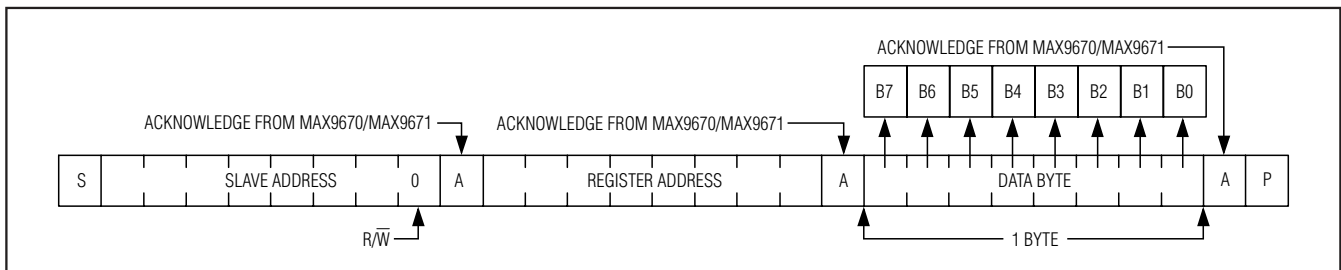 ACKNOWLEDGE FROM MAX9670/MAX9671
B7 B6 B5 B4 B3 B2 B1 B0
ACKNOWLEDGE FROM MAX9670/MAX9671 ACKNOWLEDGE FROM MAX9670/MAX9671
S SLAVE ADDRESS 0 A REGISTER ADDRESS A DATA BYTE A P
R/W̅ 1 BYTE